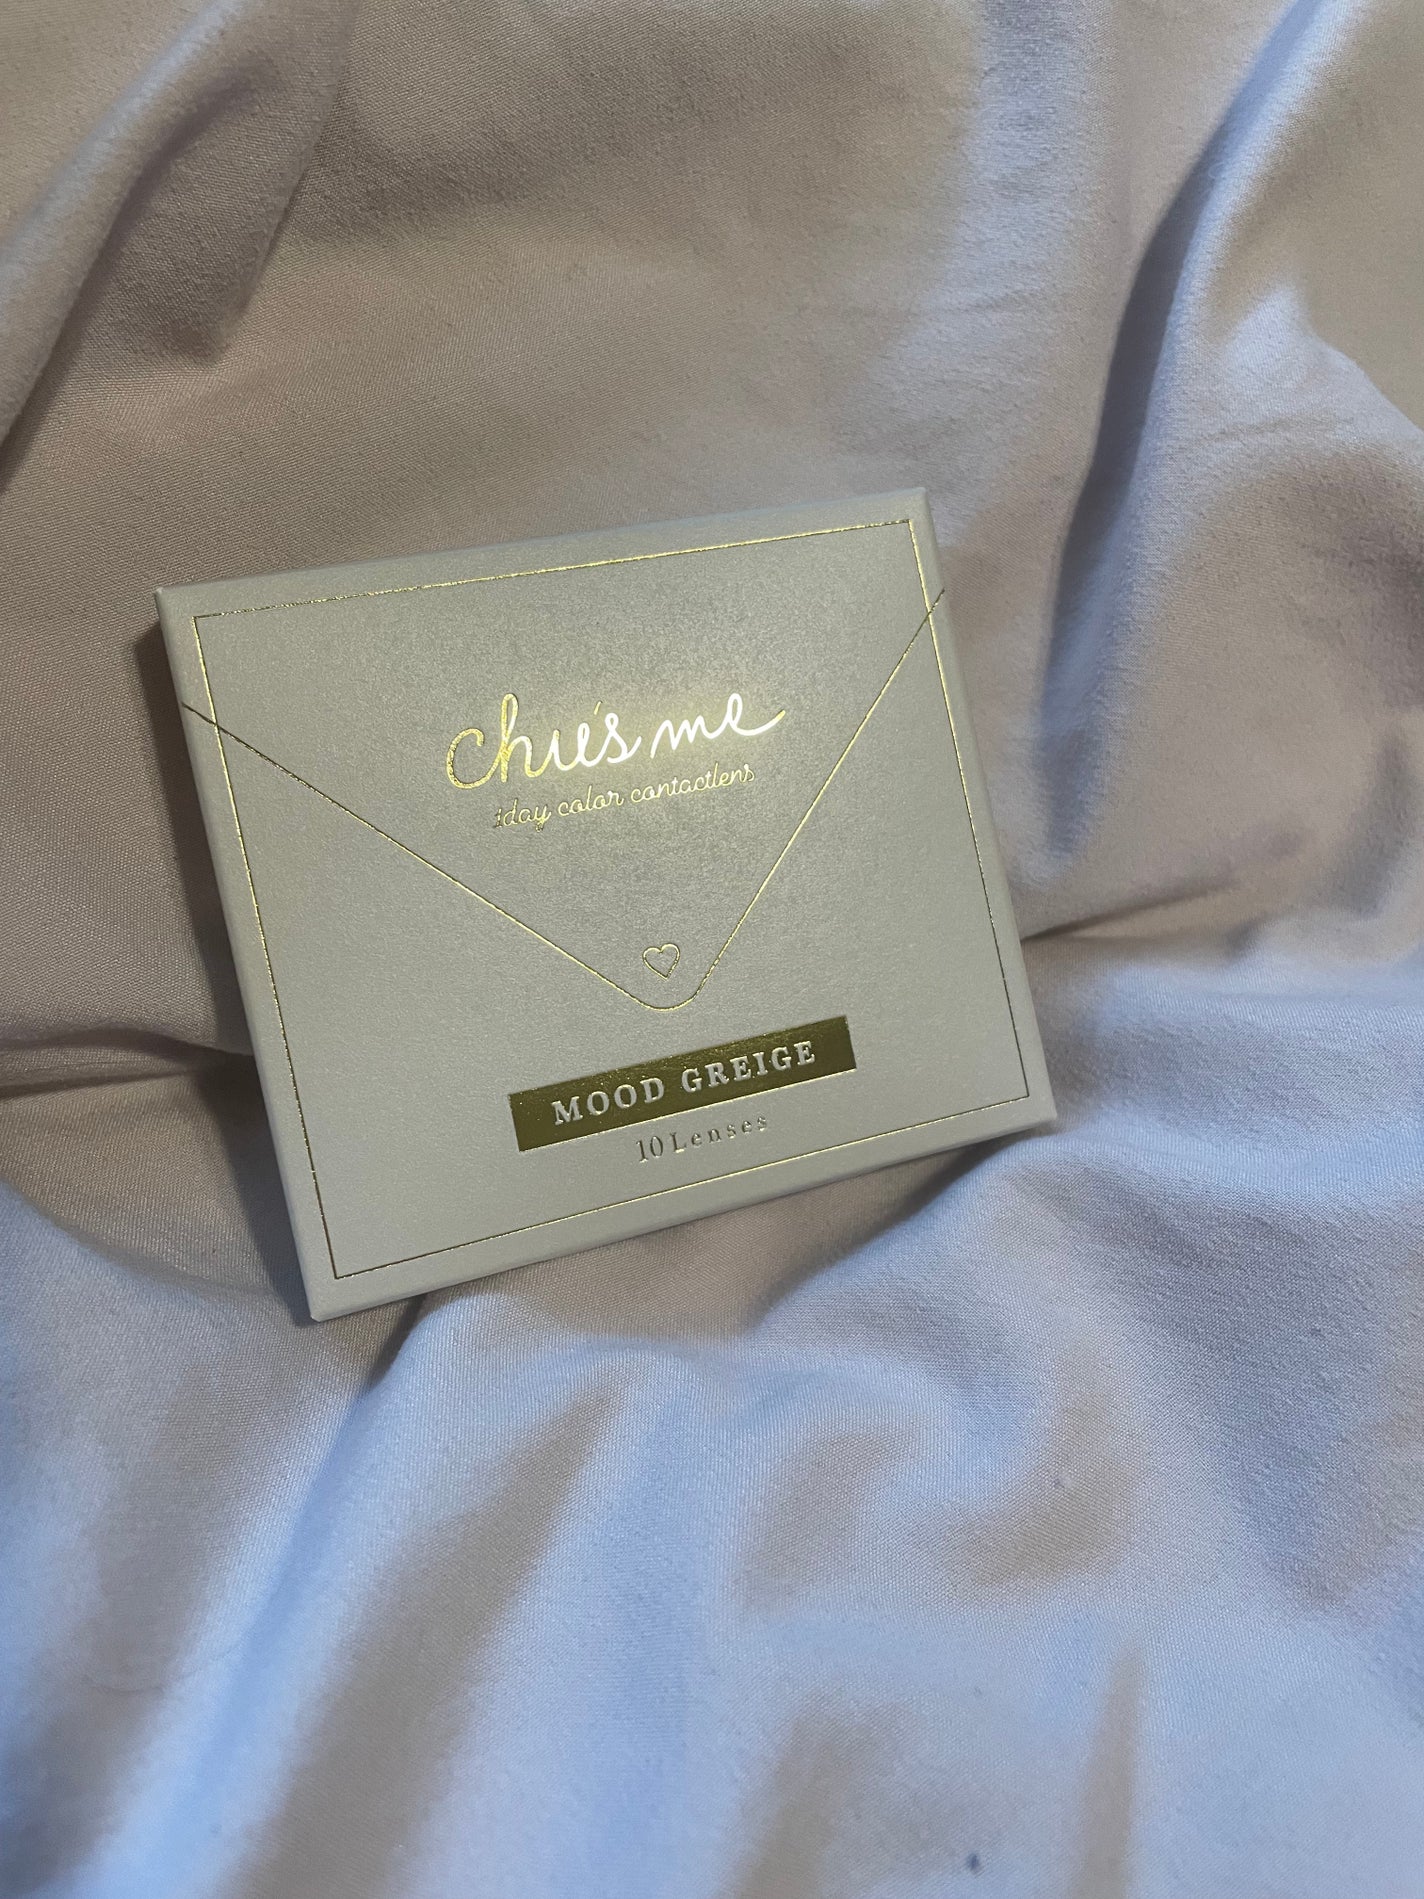 chu's me
1day color contactlens
MOOD GREIGE
10 Lenses